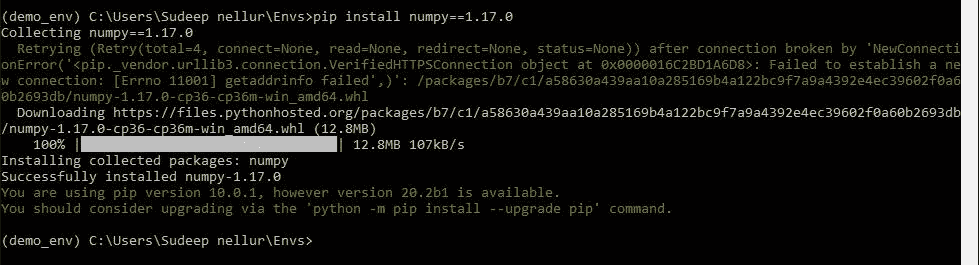 (demo_env) C:\Users\Sudeep nellur\Envs>pip install numpy==1.17.0
Collecting numpy==1.17.0
  Retrying (Retry(total=4, connect=None, read=None, redirect=None, status=None)) after connection broken by 'NewConnecti
onError('<pip._vendor.urllib3.connection.VerifiedHTTPSConnection object at 0x0000016C2BD1A6D8>: Failed to establish a ne
w connection: [Errno 11001] getaddrinfo failed',)': /packages/b7/c1/a58630a439aa10a285169b4a122bc9f7a9a4392e4ec39602f0a6
0b2693db/numpy-1.17.0-cp36-cp36m-win_amd64.whl
  Downloading https://files.pythonhosted.org/packages/b7/c1/a58630a439aa10a285169b4a122bc9f7a9a4392e4ec39602f0a60b2693db
/numpy-1.17.0-cp36-cp36m-win_amd64.whl (12.8MB)
    100% || 12.8MB 107kB/s
Installing collected packages: numpy
Successfully installed numpy-1.17.0
You are using pip version 10.0.1, however version 20.2b1 is available.
You should consider upgrading via the 'python -m pip install --upgrade pip' command.
(demo_env) C:\Users\Sudeep nellur\Envs>